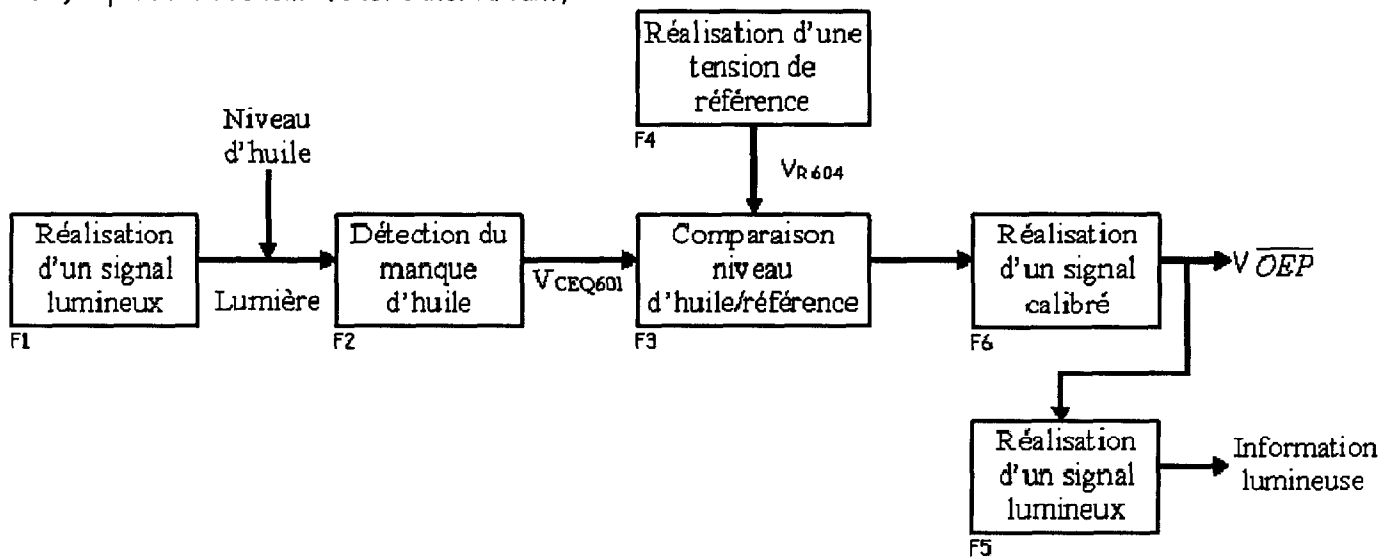 Réalisation d'une
tension de
référence
F4
Niveau
d'huile
VR604
Réalisation
d'un signal
lumineux
F1
Lumière
Détection du
manque
d'huile
F2
VCEQ601
Comparaison
niveau
d'huile/référence
F3
Réalisation
d'un signal
calibré
F6
V OEP
Réalisation
d'un signal
lumineux
F5
Information
lumineuse